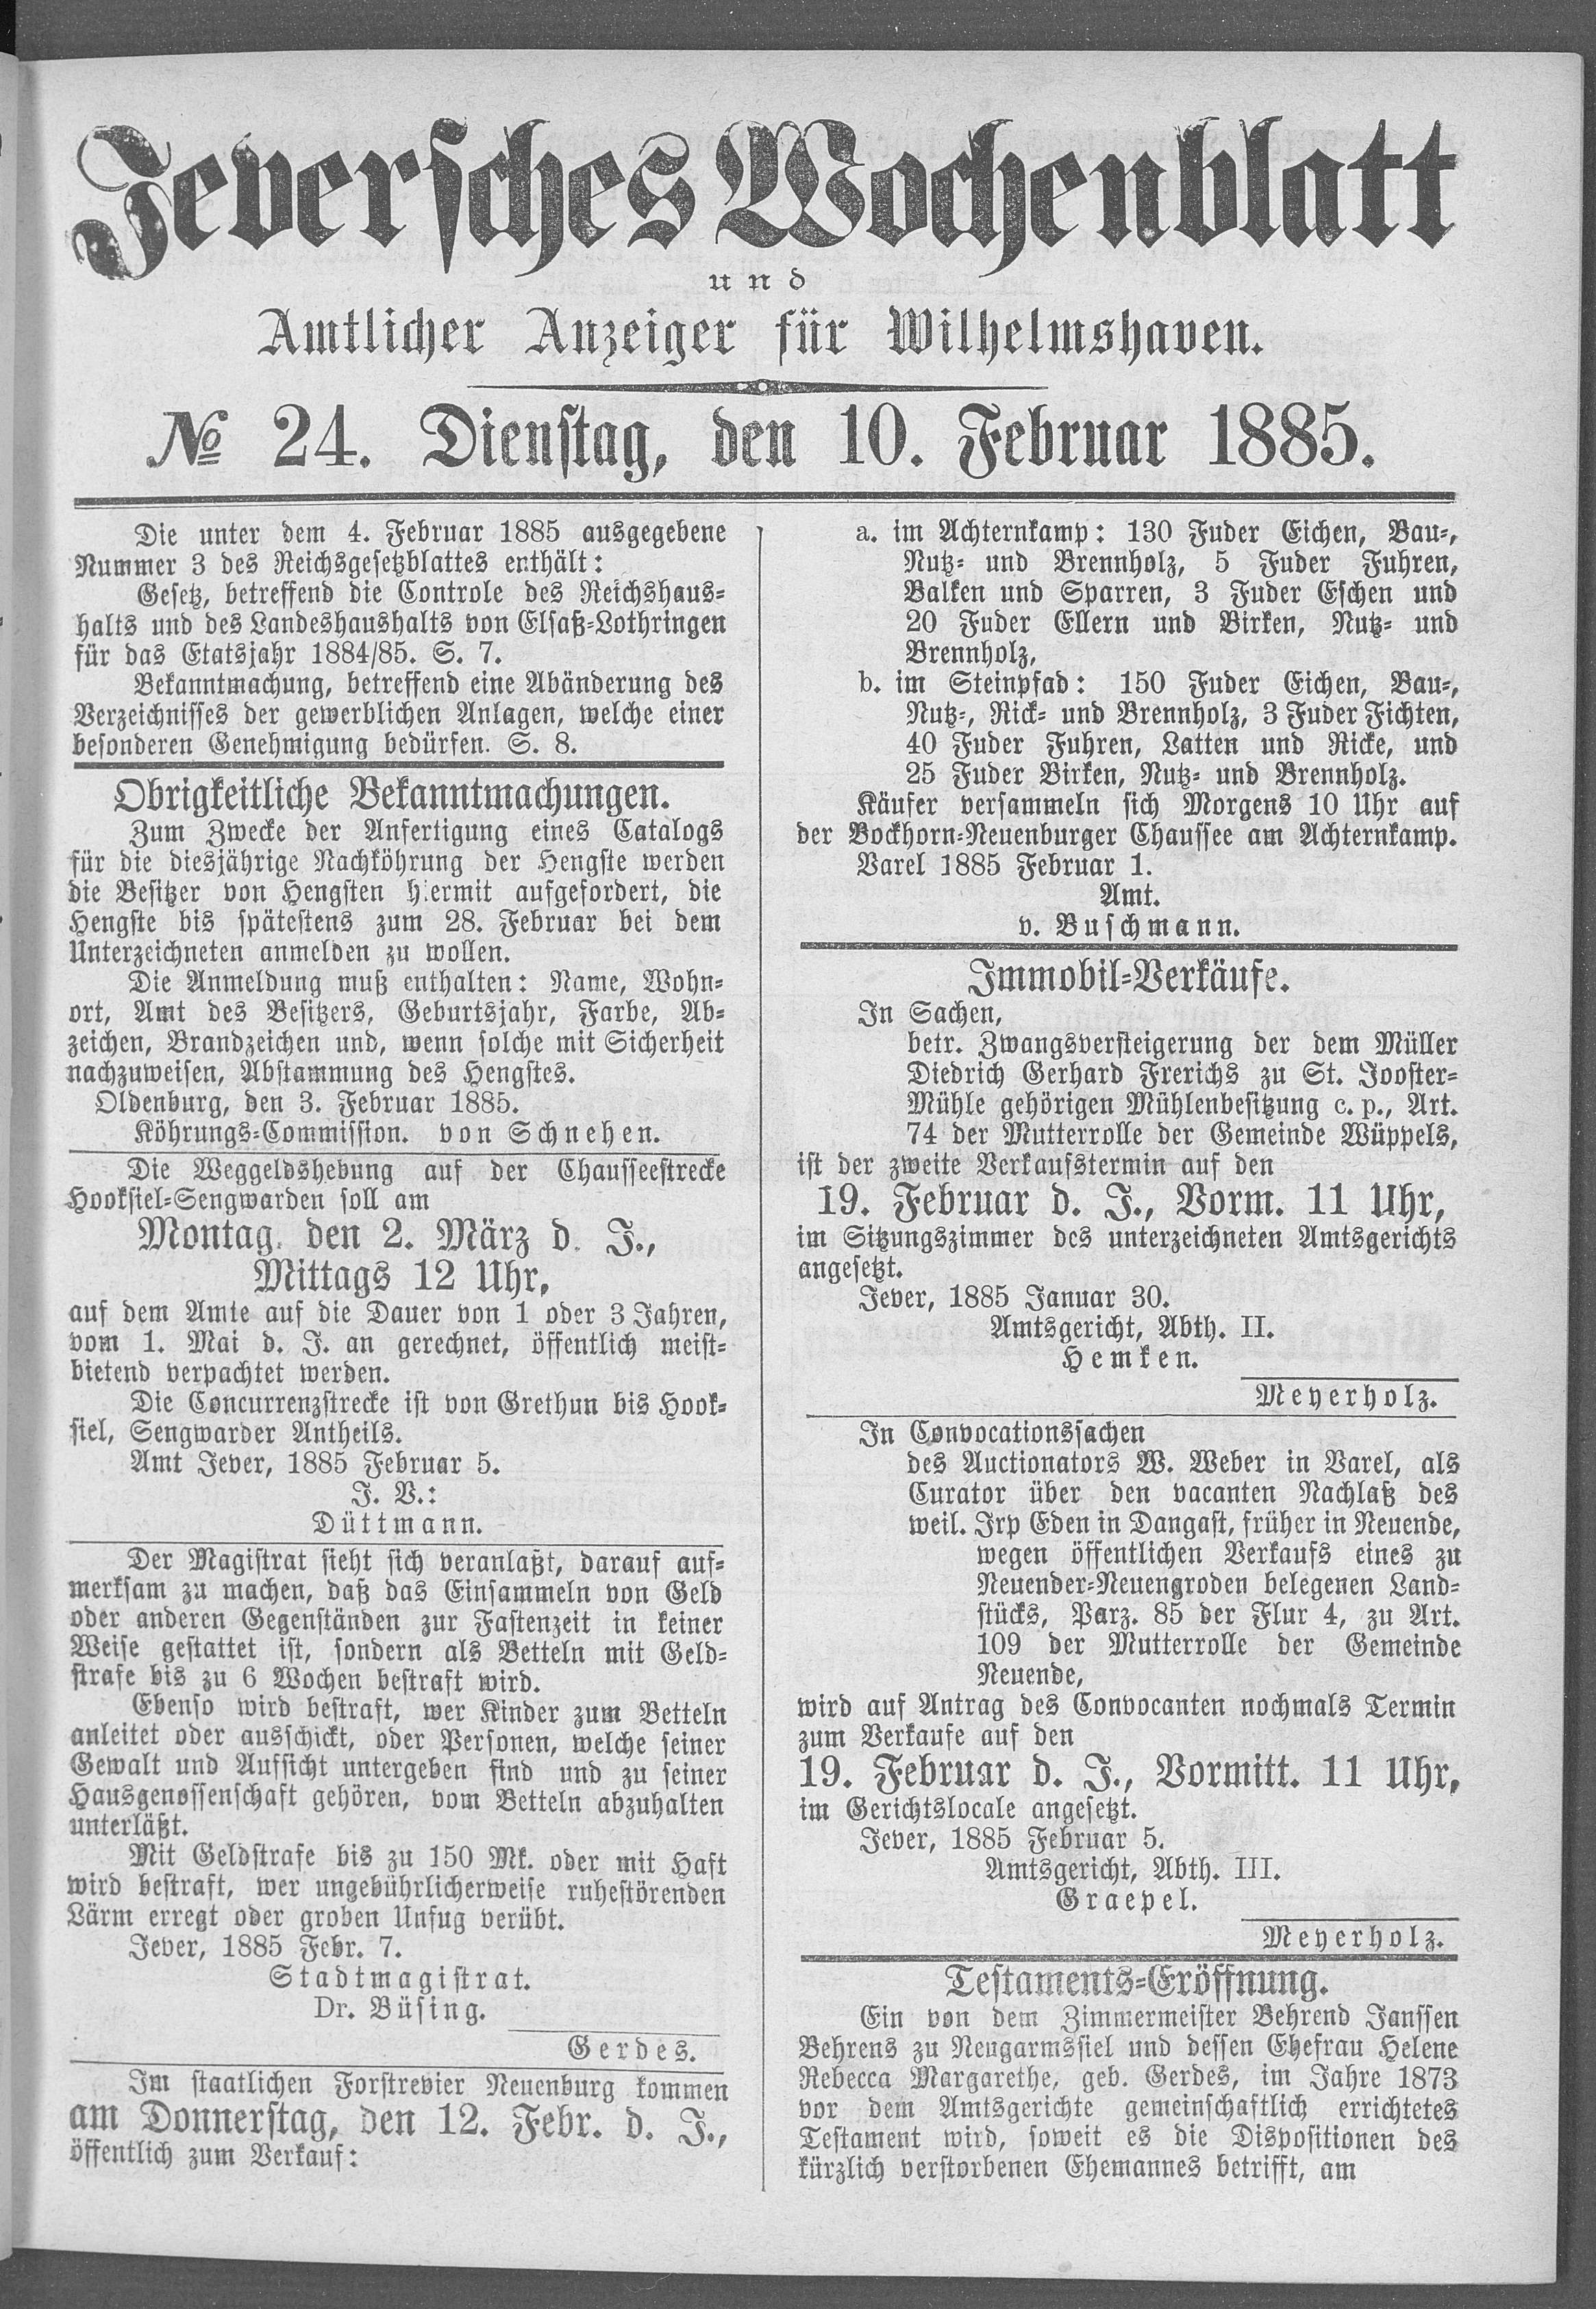 Jeversches Wochenblatt
und
Amtlicher Anzeiger für Wilhelmshaven.
№ 24. Dienstag, den 10. Februar 1885.
Die unter dem 4. Februar 1885 ausgegebene
Nummer 3 des Reichsgesetzblattes enthält:
Gesetz, betreffend die Controle des Reichshaus-
halts und des Landeshaushalts von Elsaß-Lothringen
für das Etatsjahr 1884/85. S. 7.
Bekanntmachung, betreffend eine Abänderung des
Verzeichnisses der gewerblichen Anlagen, welche einer
besonderen Genehmigung bedürfen. S. 8.
Obrigkeitliche Bekanntmachungen.
Zum Zwecke der Anfertigung eines Catalogs
für die diesjährige Nachköhrung der Hengste werden
die Besitzer von Hengsten hiermit aufgefordert, die
Hengste bis spätestens zum 28. Februar bei dem
Unterzeichneten anmelden zu wollen.
Die Anmeldung muß enthalten: Name, Wohn-
ort, Amt des Besitzers, Geburtsjahr, Farbe, Ab-
zeichen, Brandzeichen und, wenn solche mit Sicherheit
nachzuweisen, Abstammung des Hengstes.
Oldenburg, den 3. Februar 1885.
Köhrungs-Commission. von Schnehen.
Die Weggeldshebung auf der Chausseestrecke
Hooksiel-Sengwarden soll am
Montag, den 2. März d. J.,
Mittags 12 Uhr,
auf dem Amte auf die Dauer von 1 oder 3 Jahren,
vom 1. Mai d. J. an gerechnet, öffentlich meist-
bietend verpachtet werden.
Die Concurrenzstrecke ist von Grethun bis Hook-
siel, Sengwarder Antheils.
Amt Jever, 1885 Februar 5.
J. V.:
Düttmann.
Der Magistrat sieht sich veranlaßt, darauf auf-
merksam zu machen, daß das Einsammeln von Geld
oder anderen Gegenständen zur Fastenzeit in keiner
Weise gestattet ist, sondern als Betteln mit Geld-
strafe bis zu 6 Wochen bestraft wird.
Ebenso wird bestraft, wer Kinder zum Betteln
anleitet oder ausschickt, oder Personen, welche seiner
Gewalt und Aufsicht untergeben sind und zu seiner
Hausgenossenschaft gehören, vom Betteln abzuhalten
unterläßt.
Mit Geldstrafe bis zu 150 Mk. oder mit Haft
wird bestraft, wer ungebührlicherweise ruhestörenden
Lärm erregt oder groben Unfug verübt.
Jever, 1885 Febr. 7.
Stadtmagistrat.
Dr. Büsing.
Gerdes.
Im staatlichen Forstrevier Neuenburg kommen
am Donnerstag, den 12. Febr. d. J.,
öffentlich zum Verkauf:
a. im Achternkamp: 130 Fuder Eichen, Bau-,
Nutz- und Brennholz, 5 Fuder Fuhren,
Balken und Sparren, 3 Fuder Eschen und
20 Fuder Ellern und Birken, Nutz- und
Brennholz,
b. im Steinpfad: 150 Fuder Eichen, Bau-,
Nutz-, Rick- und Brennholz, 3 Fuder Fichten,
40 Fuder Fuhren, Latten und Ricke, und
25 Fuder Birken, Nutz- und Brennholz.
Käufer versammeln sich Morgens 10 Uhr auf
der Bockhorn-Neuenburger Chaussee am Achternkamp.
Varel 1885 Februar 1.
Amt.
v. Buschmann.
Immobil-Verkäufe.
In Sachen,
betr. Zwangsversteigerung der dem Müller
Diedrich Gerhard Frerichs zu St. Jooster-
Mühle gehörigen Mühlenbesitzung c. p., Art.
74 der Mutterrolle der Gemeinde Wüppels,
ist der zweite Verkaufstermin auf den
19. Februar d. J., Vorm. 11 Uhr,
im Sitzungszimmer des unterzeichneten Amtsgerichts
angesetzt.
Jever, 1885 Januar 30.
Amtsgericht, Abth. II.
Hemken.
Meyerholz.
In Convocationssachen
des Auctionators W. Weber in Varel, als
Curator über den vacanten Nachlaß des
weil. Irp Eden in Dangast, früher in Neuende,
wegen öffentlichen Verkaufs eines zu
Neuender-Neuengroden belegenen Land-
stücks, Parz. 85 der Flur 4, zu Art.
109 der Mutterrolle der Gemeinde
Neuende,
wird auf Antrag des Convocanten nochmals Termin
zum Verkaufe auf den
19. Februar d. J., Vormitt. 11 Uhr,
im Gerichtslocale angesetzt.
Jever, 1885 Februar 5.
Amtsgericht, Abth. III.
Graepel.
Meyerholz.
Testaments-Eröffnung.
Ein von dem Zimmermeister Behrend Janssen
Behrens zu Neugarmssiel und dessen Ehefrau Helene
Rebecca Margarethe, geb. Gerdes, im Jahre 1873
vor dem Amtsgerichte gemeinschaftlich errichtetes
Testament wird, soweit es die Dispositionen des
kürzlich verstorbenen Ehemannes betrifft, am